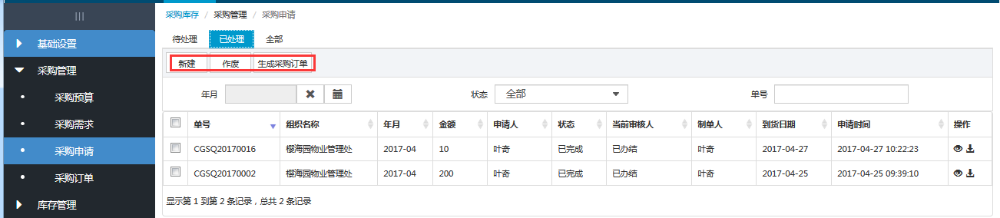 采购库存 / 采购管理 / 采购申请
基础设置
采购管理
采购预算
采购需求
采购申请
采购订单
库存管理
待处理 已处理 全部
新建 作废 生成采购订单
年月 状态 全部 单号
单号 组织名称 年月 金额 申请人 状态 当前审核人 制单人 到货日期 申请时间 操作
CGSQ20170016 樱海园物业管理处 2017-04 10 叶奇 已完成 已办结 叶奇 2017-04-27 2017-04-27 10:22:23
CGSQ20170002 樱海园物业管理处 2017-04 200 叶奇 已完成 已办结 叶奇 2017-04-25 2017-04-25 09:39:10
显示第 1 到第 2 条记录，总共 2 条记录